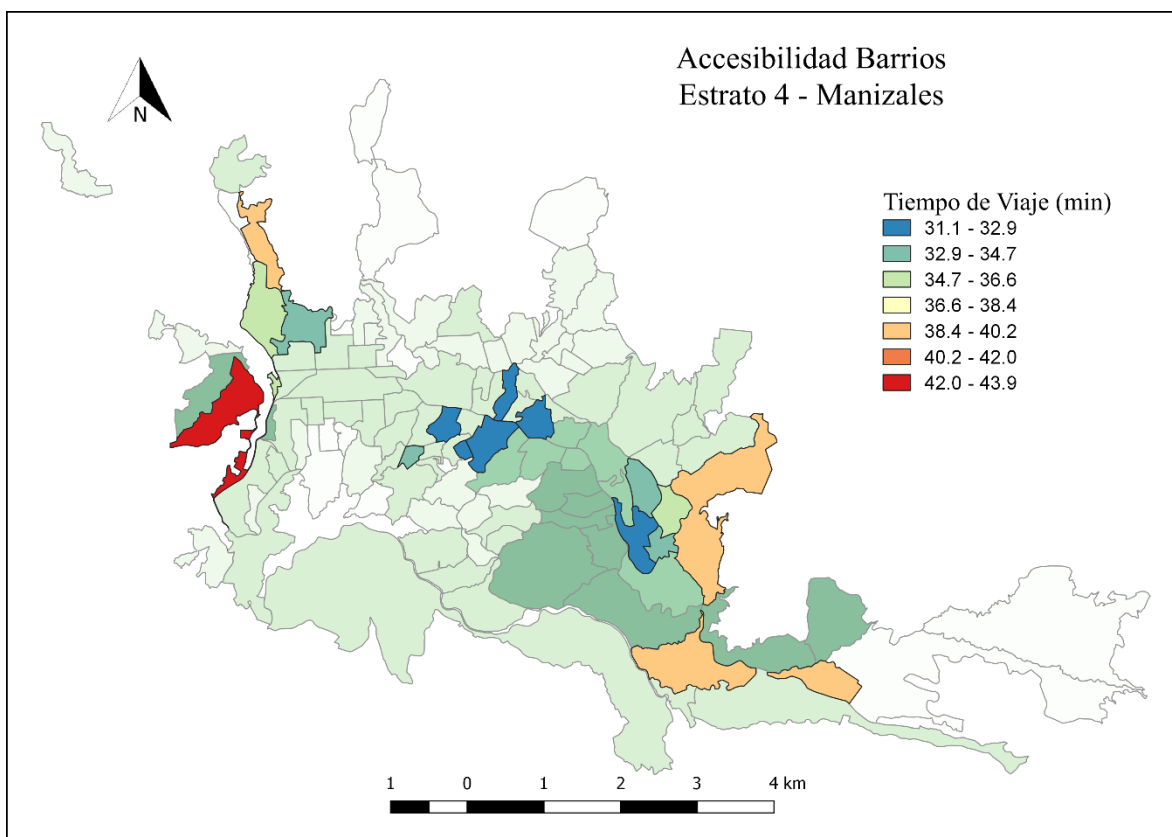 Accesibilidad Barrios
Estrato 4 - Manizales
N
Tiempo de Viaje (min)
31.1 - 32.9
32.9 - 34.7
34.7 - 36.6
36.6 - 38.4
38.4 - 40.2
40.2 - 42.0
42.0 - 43.9
1 0 1 2 3 4 km